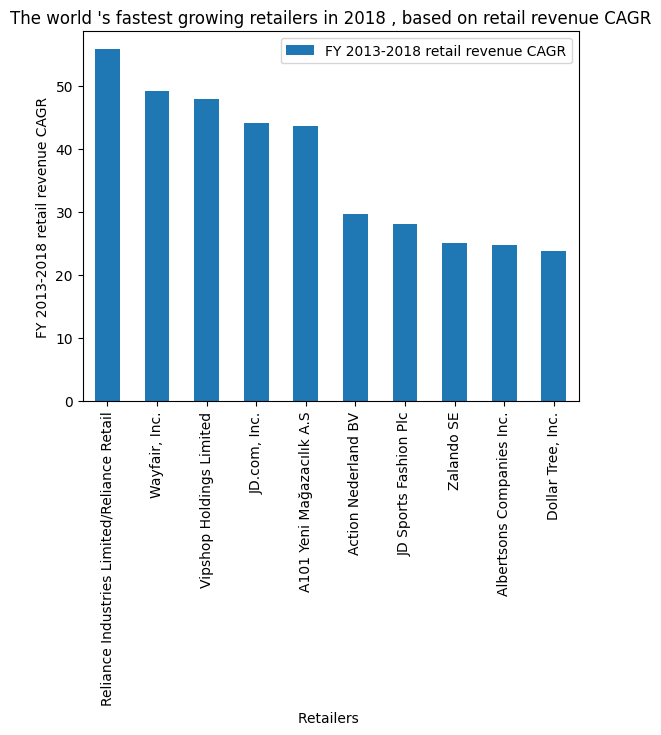 The world 's fastest growing retailers in 2018 , based on retail revenue CAGR
FY 2013-2018 retail revenue CAGR
FY 2013-2018 retail revenue CAGR
50
40
30
20
10
0
Reliance Industries Limited/Reliance Retail
Wayfair, Inc.
Vipshop Holdings Limited
JD.com, Inc.
A101 Yeni Mağazacılık A.S
Action Nederland BV
JD Sports Fashion Plc
Zalando SE
Albertsons Companies Inc.
Dollar Tree, Inc.
Retailers